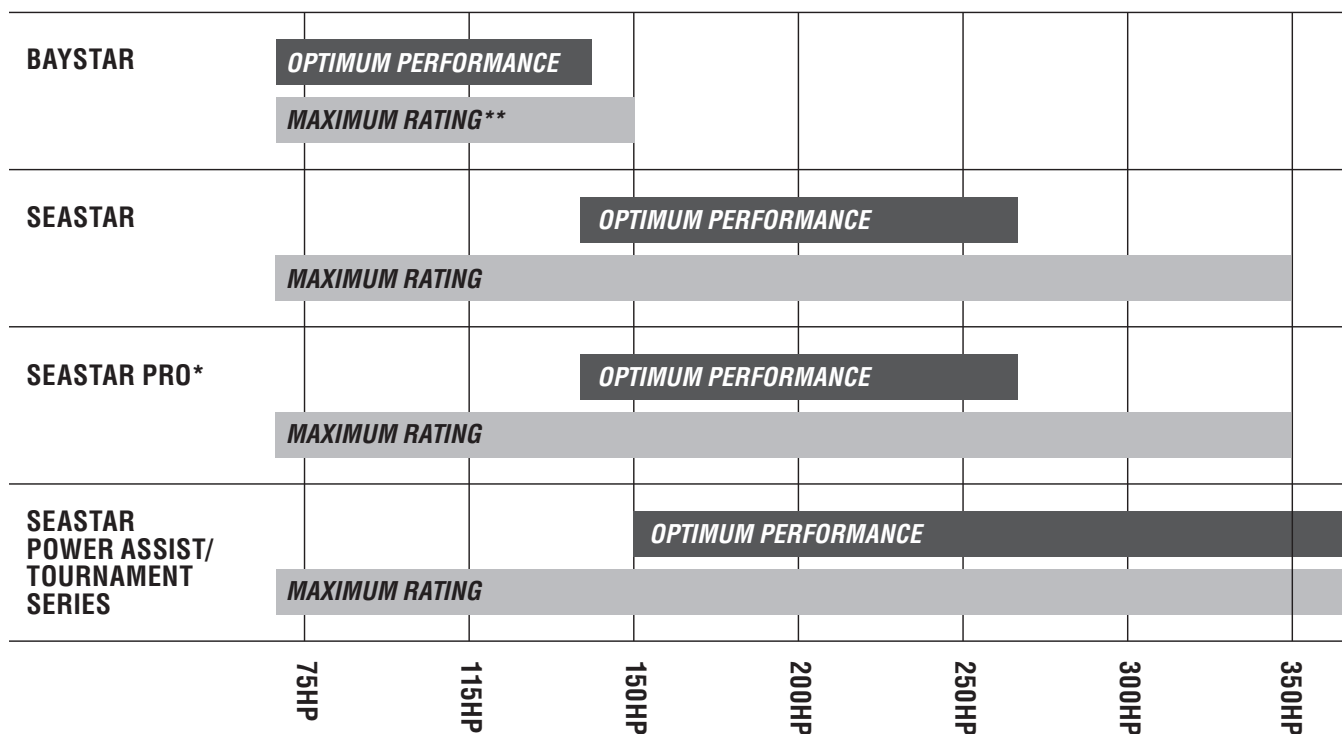 BAYSTAR
OPTIMUM PERFORMANCE
MAXIMUM RATING**
SEASTAR
OPTIMUM PERFORMANCE
MAXIMUM RATING
SEASTAR PRO*
OPTIMUM PERFORMANCE
MAXIMUM RATING
SEASTAR
POWER ASSIST/
TOURNAMENT
SERIES
OPTIMUM PERFORMANCE
MAXIMUM RATING
75HP
115HP
150HP
200HP
250HP
300HP
350HP